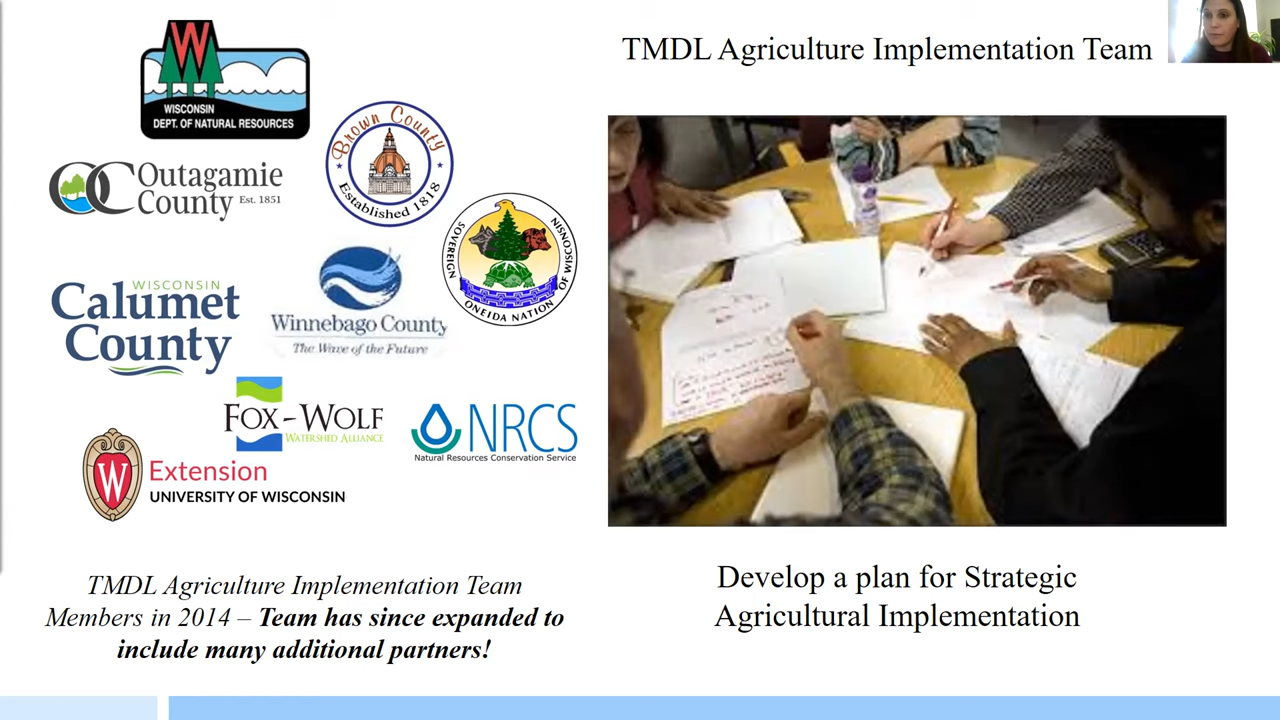 TMDL Agriculture Implementation Team
W
WISCONSIN
DEPT. OF NATURAL RESOURCES
OC Outagamie
County Est. 1851
Brown County
Established 1818
SOVEREIGN ONEIDA NATION OF WISCONSIN
WISCONSIN
Calumet
County
Winnebago County
The Wave of the Future
FOX-WOLF
WATERSHED ALLIANCE
NRCS
Natural Resources Conservation Service
W
Extension
UNIVERSITY OF WISCONSIN
TMDL Agriculture Implementation Team
Members in 2014 – Team has since expanded to
include many additional partners!
Develop a plan for Strategic
Agricultural Implementation